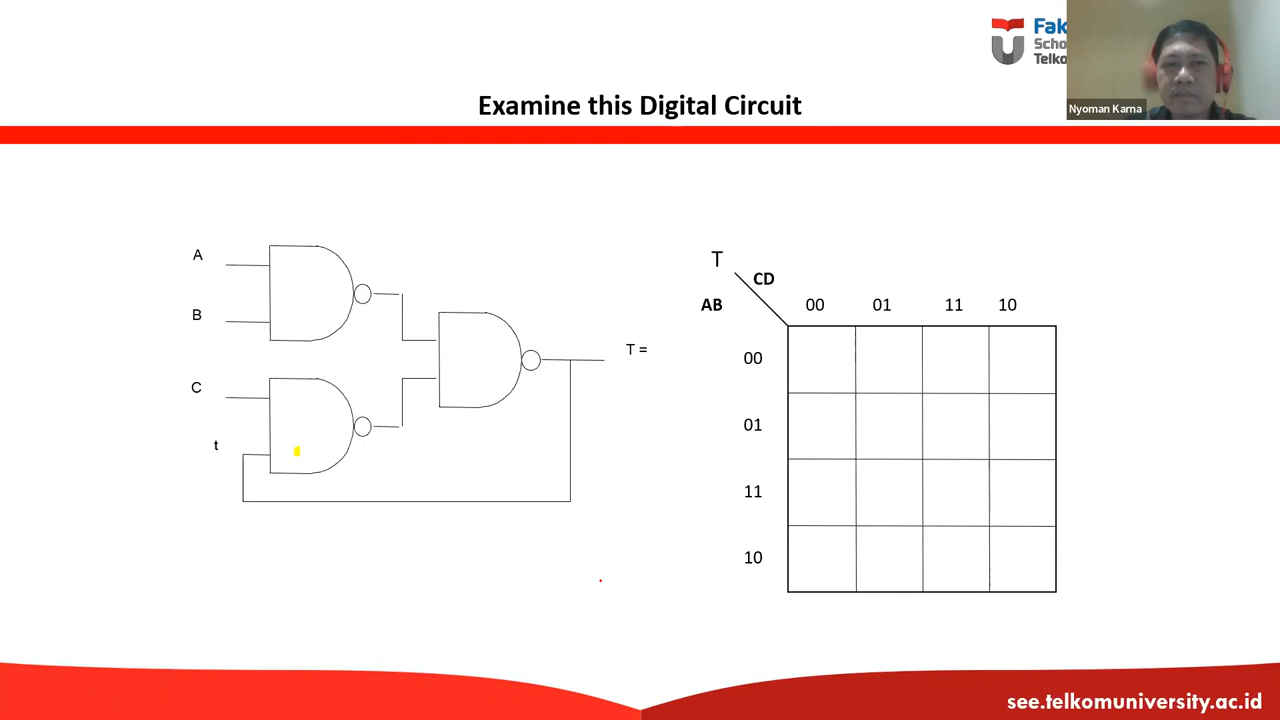 Fak
Scho
Telko
Nyoman Karna
Examine this Digital Circuit
A
B
C
t
T =
T
CD
AB
00 01 11 10
00
01
11
10
see.telkomuniversity.ac.id